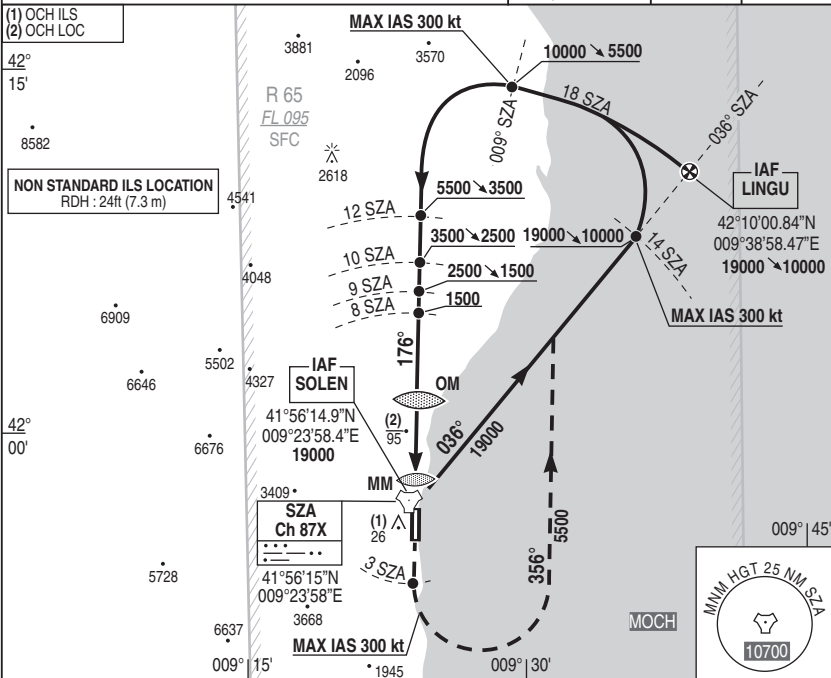 (1) OCH ILS
(2) OCH LOC
42°
15'
MAX IAS 300 kt
3881
2096
3570
10000 ↘ 5500
R 65
FL 095
SFC
8582
2618
009° SZA
18 SZA
036° SZA
NON STANDARD ILS LOCATION
RDH : 24ft (7.3 m)
4541
IAF
LINGU
42°10'00.84"N
009°38'58.47"E
19000 ↘ 10000
12 SZA
5500 ↘ 3500
10 SZA
3500 ↘ 2500
19000 ↘ 10000
14 SZA
9 SZA
2500 ↘ 1500
8 SZA
1500
4048
6909
MAX IAS 300 kt
176°
5502
6646
4327
IAF
SOLEN
41°56'14.9"N
009°23'58.4"E
19000
OM
42°
00'
(2)
95
036°
19000
6676
MM
3409
SZA
Ch 87X
41°56'15"N
009°23'58"E
(1)
26
009° 45'
5728
3 SZA
356°
5500
3668
6637
MAX IAS 300 kt
MOCH
MNM HGT 25 NM SZA
10700
009° 15'
1945
009° 30'